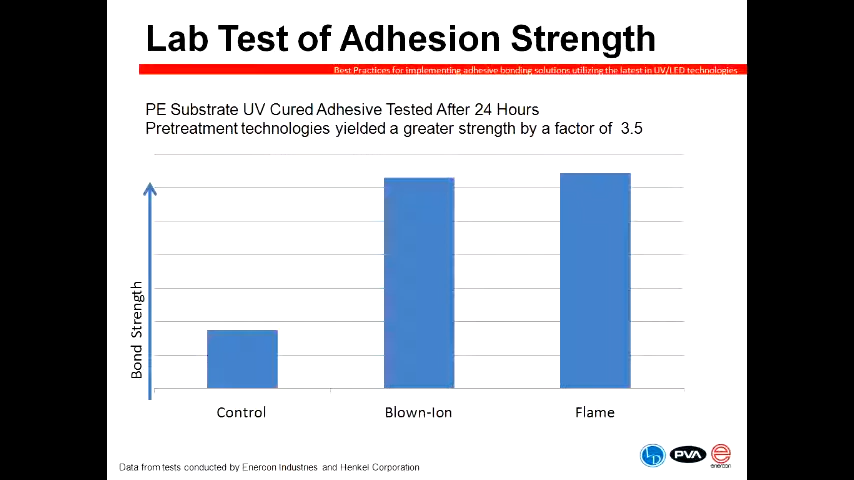 Lab Test of Adhesion Strength
Best Practices for implementing adhesive bonding solutions utilizing the latest in UV/LED technologies
PE Substrate UV Cured Adhesive Tested After 24 Hours
Pretreatment technologies yielded a greater strength by a factor of 3.5
Bond Strength
Control
Blown-Ion
Flame
Data from tests conducted by Enercon Industries and Henkel Corporation
PVA
enercon